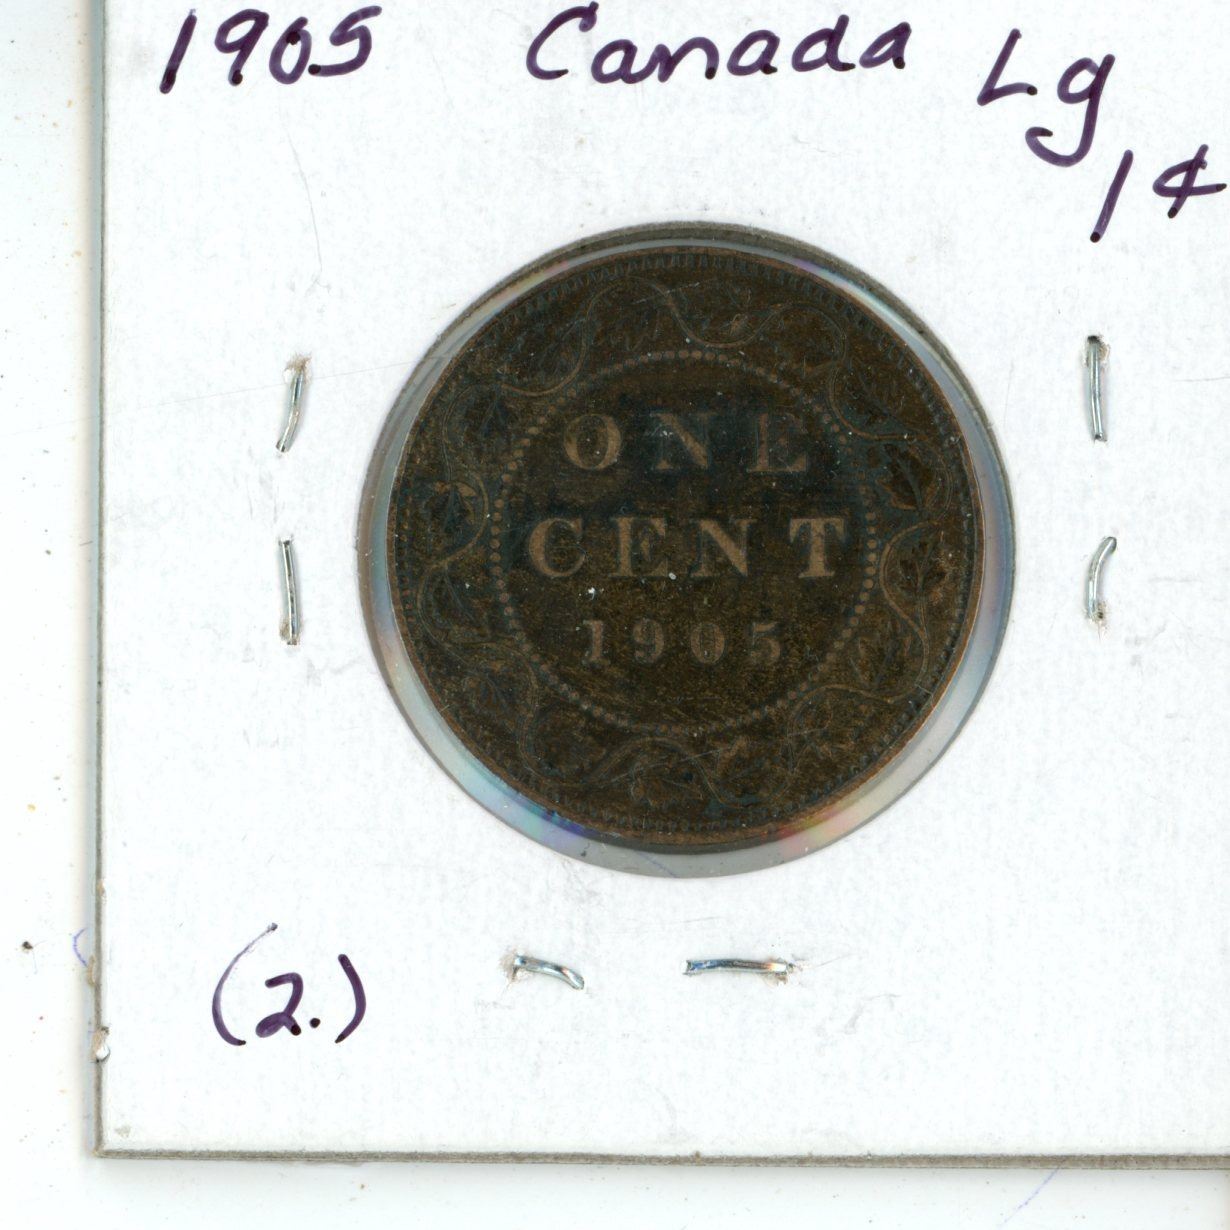 1905 Canada Lg
1¢
ONE
CENT
1905
(2.)